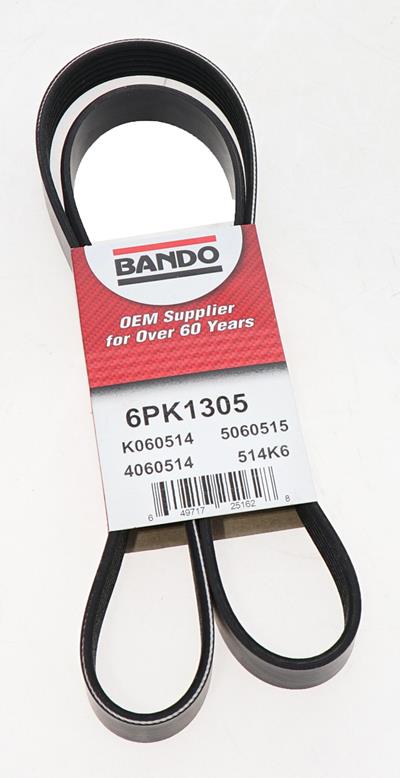 BANDO
OEM Supplier
for Over 60 Years
6PK1305
K060514 5060515
4060514 514K6
6 49717 25162 8